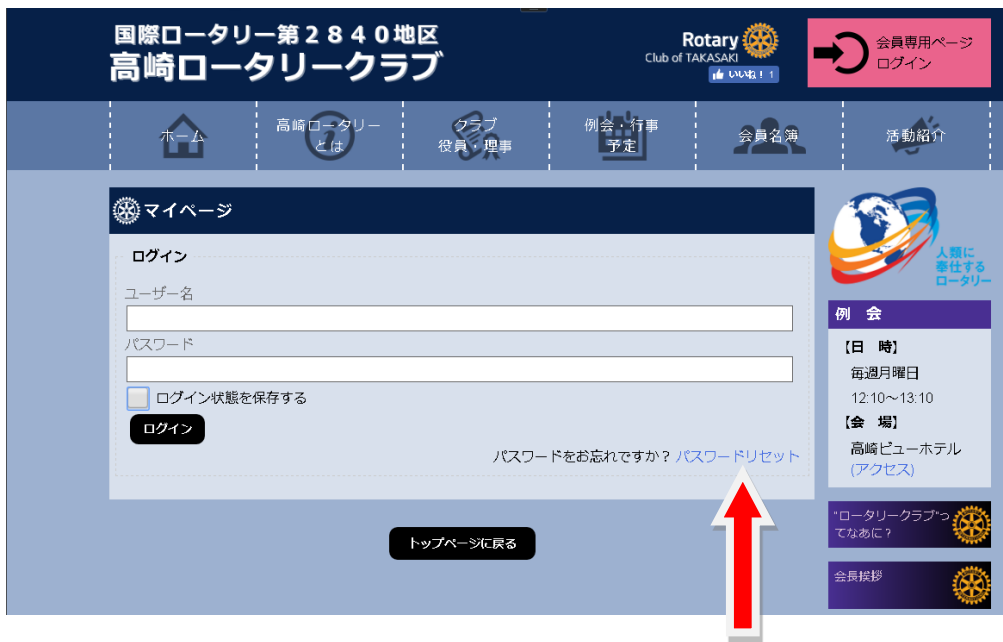 国際ロータリー第２８４０地区
高崎ロータリークラブ
Rotary
Club of TAKASAKI
いいね！ 1
会員専用ページ
ログイン
ホーム
高崎ロータリー
とは
クラブ
役員・理事
例会・行事
予定
会員名簿
活動紹介
マイページ
ログイン
ユーザー名
パスワード
ログイン状態を保存する
ログイン
パスワードをお忘れですか？ パスワードリセット
トップページに戻る
人類に
奉仕する
ロータリー
例　会
【日　時】
毎週月曜日
12:10～13:10
【会　場】
高崎ビューホテル
(アクセス)
"ロータリークラブ"っ
てなあに？
会長挨拶